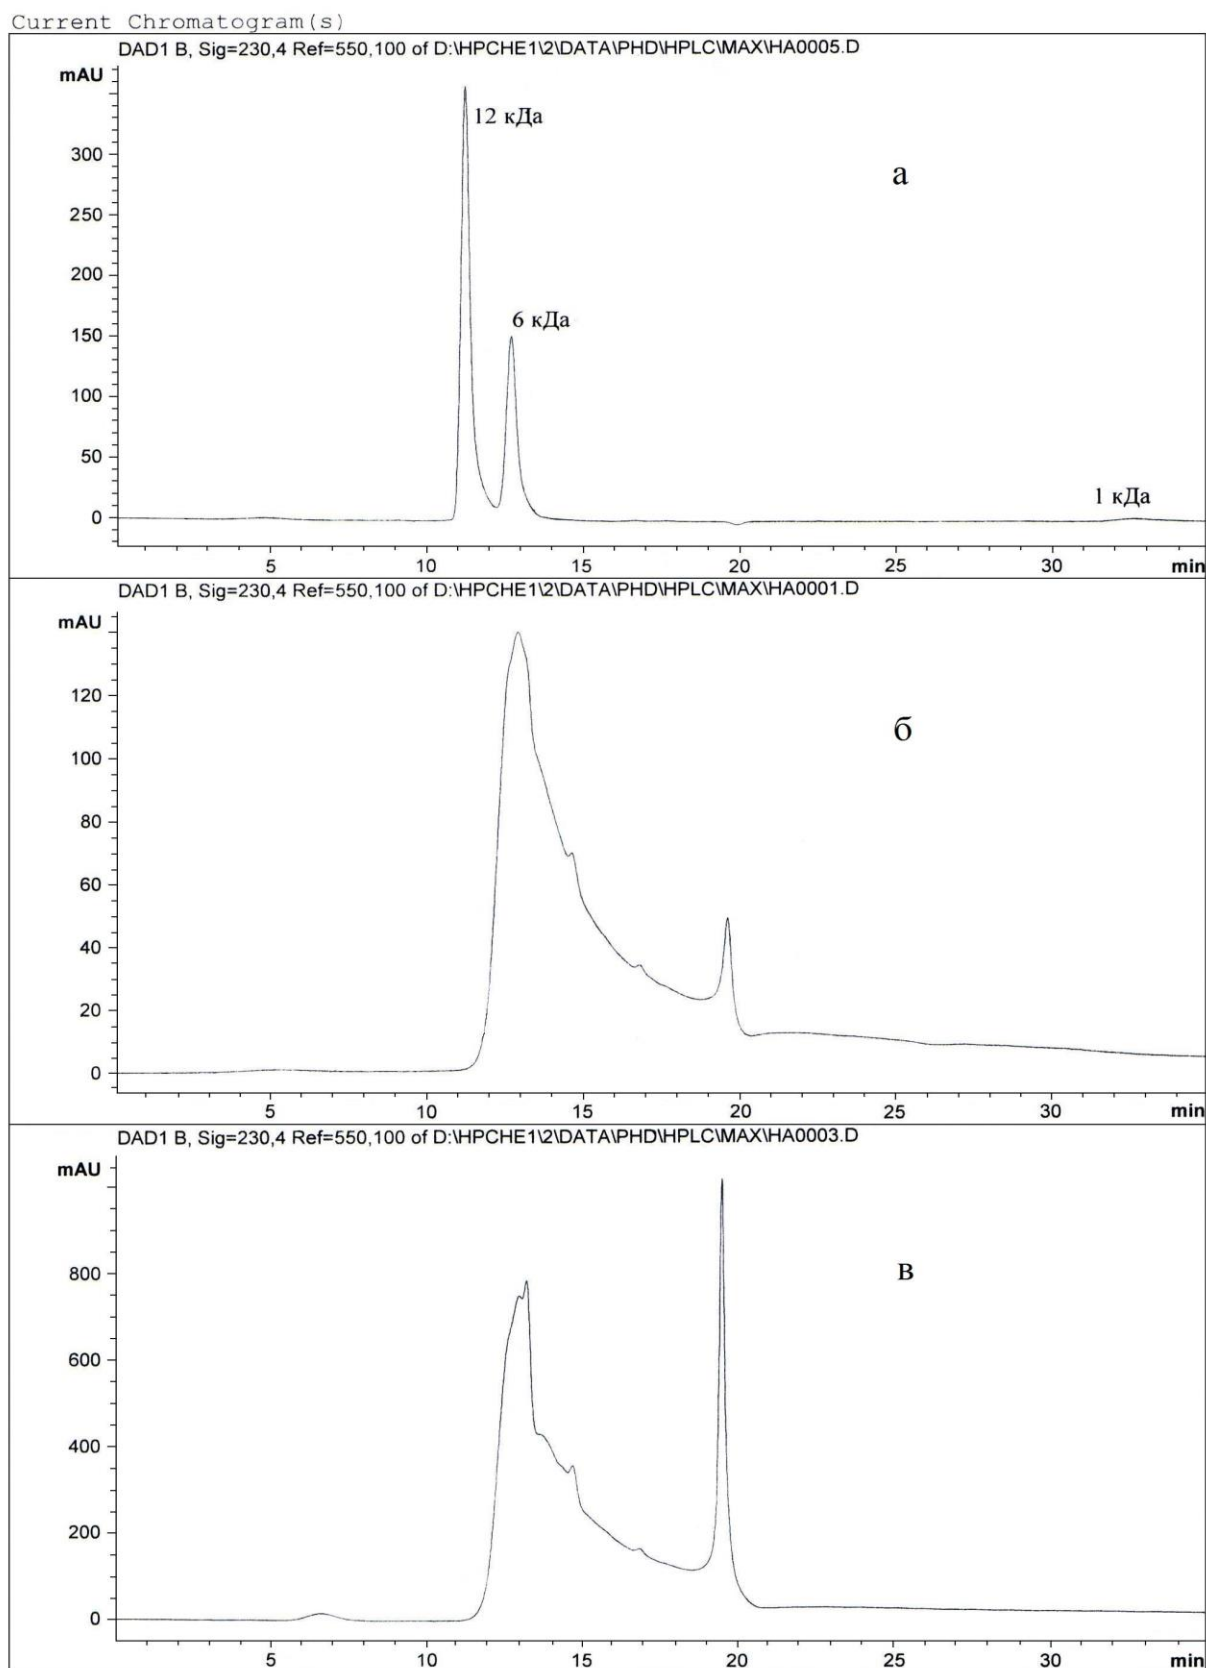 Current Chromatogram(s)
DAD1 B, Sig=230,4 Ref=550,100 of D:\HPCHE1\2\DATA\PHD\HPLC\MAX\HA0005.D
mAU
12 кДа
300
а
250
200
6 кДа
150
100
50
1 кДа
0
5 10 15 20 25 30 min
DAD1 B, Sig=230,4 Ref=550,100 of D:\HPCHE1\2\DATA\PHD\HPLC\MAX\HA0001.D
mAU
120
б
100
80
60
40
20
0
5 10 15 20 25 30 min
DAD1 B, Sig=230,4 Ref=550,100 of D:\HPCHE1\2\DATA\PHD\HPLC\MAX\HA0003.D
mAU
800
в
600
400
200
0
5 10 15 20 25 30 min